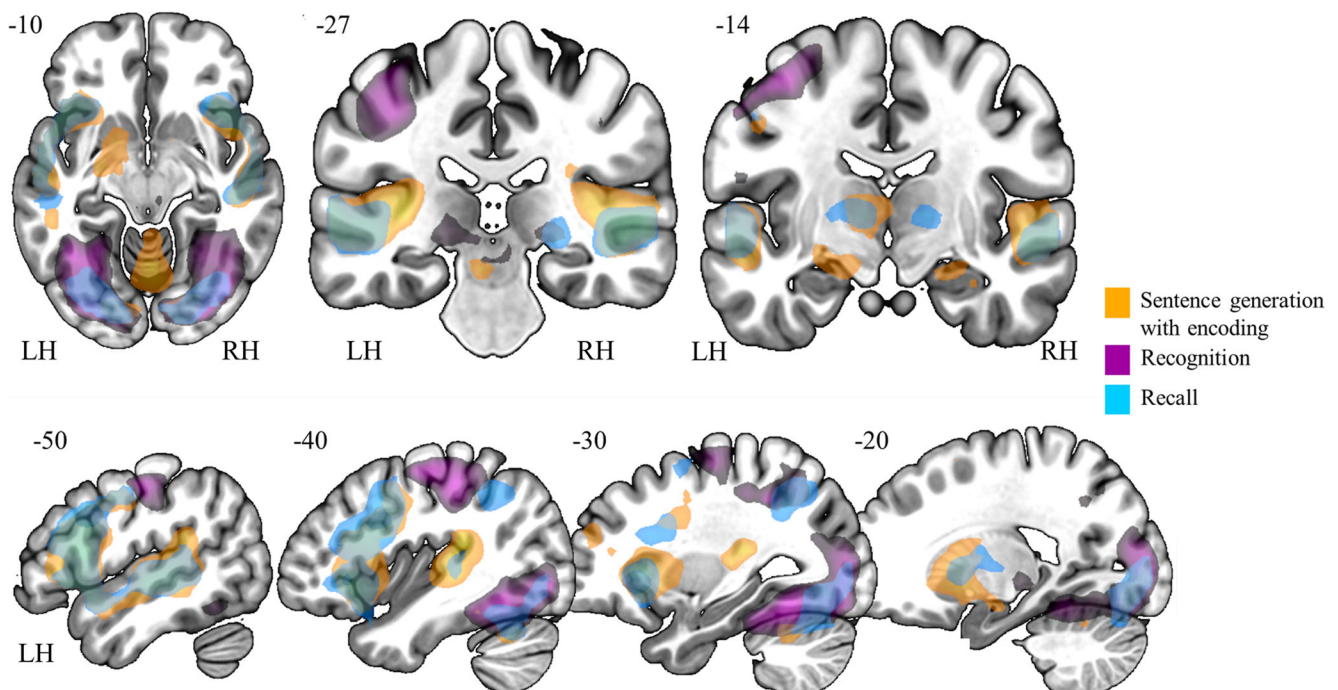 -10
-27
-14
LH
RH
LH
RH
LH
RH
Sentence generation
with encoding
Recognition
Recall
-50
-40
-30
-20
LH